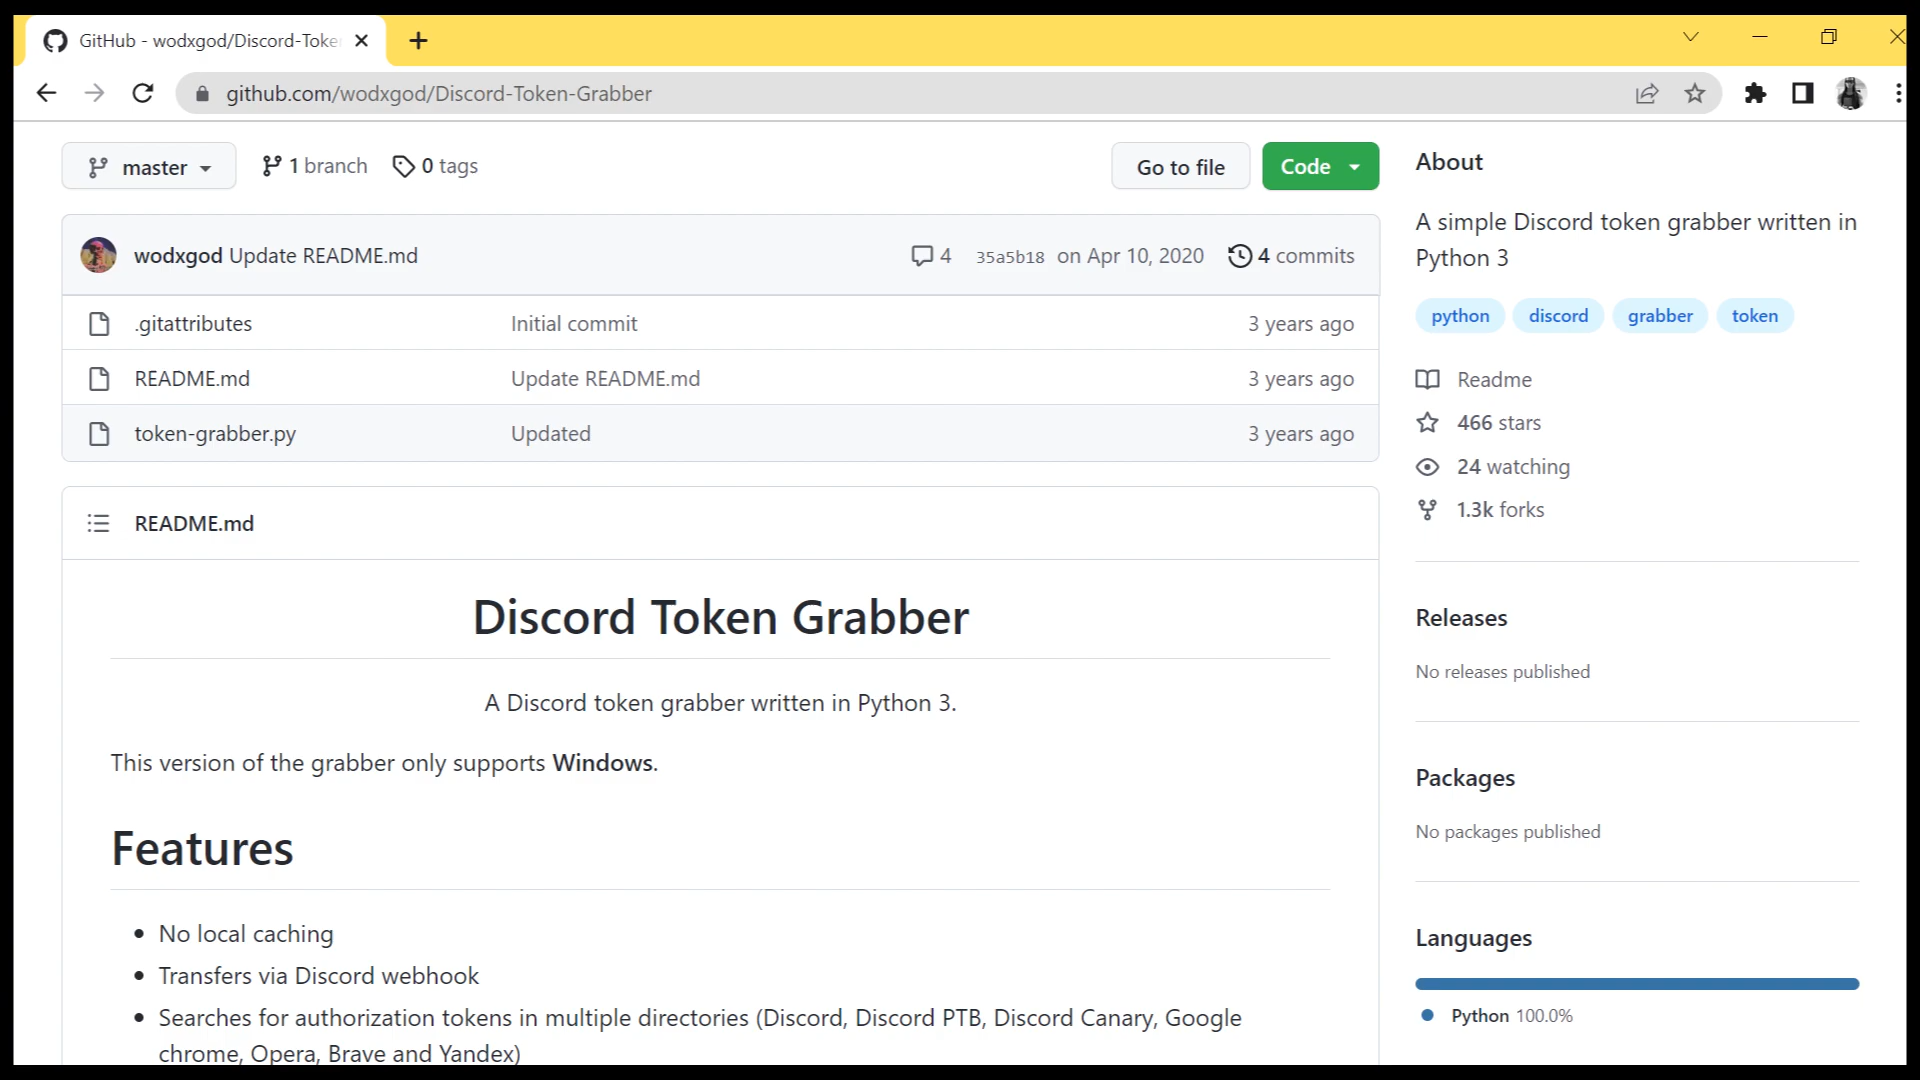 GitHub - wodxgod/Discord-Toke
github.com/wodxgod/Discord-Token-Grabber
master
1 branch
0 tags
Go to file
Code
wodxgod Update README.md
4
35a5b18 on Apr 10, 2020
4 commits
.gitattributes
Initial commit
3 years ago
README.md
Update README.md
3 years ago
token-grabber.py
Updated
3 years ago
README.md
Discord Token Grabber
A Discord token grabber written in Python 3.
This version of the grabber only supports Windows.
Features
No local caching
Transfers via Discord webhook
Searches for authorization tokens in multiple directories (Discord, Discord PTB, Discord Canary, Google
chrome, Opera, Brave and Yandex)
About
A simple Discord token grabber written in
Python 3
python
discord
grabber
token
Readme
466 stars
24 watching
1.3k forks
Releases
No releases published
Packages
No packages published
Languages
Python 100.0%